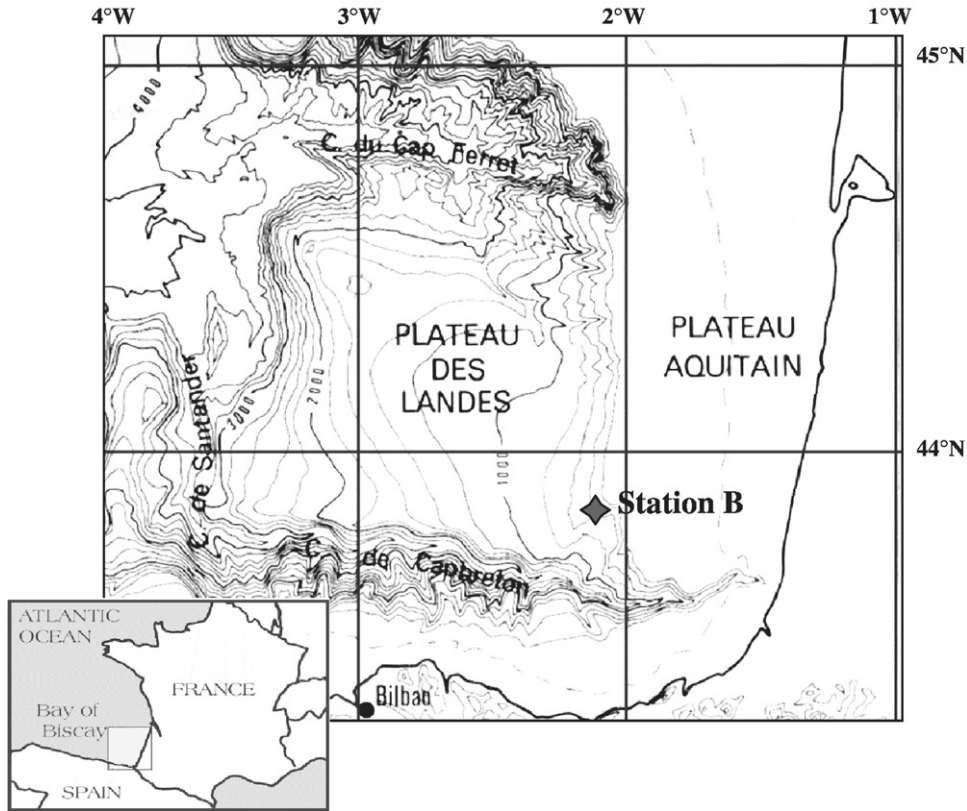 4°W 3°W 2°W 1°W
45°N
4000
C. du Cap Ferret
PLATEAU
DES
LANDES
PLATEAU
AQUITAIN
2000
3000
C. de Santander
1000
44°N
Station B
C. de Capbreton
Bilbao
ATLANTIC
OCEAN
FRANCE
Bay of
Biscay
SPAIN